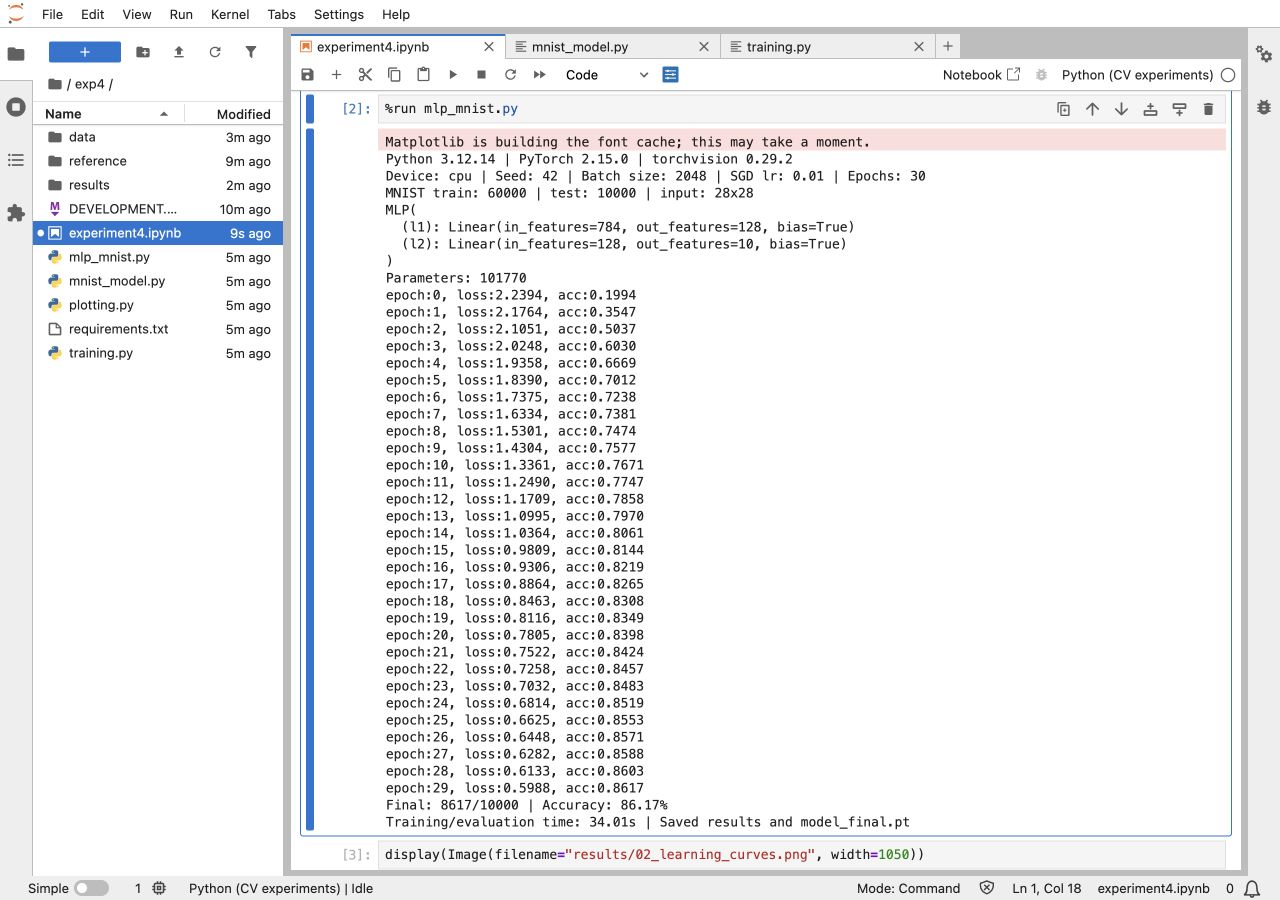 File Edit View Run Kernel Tabs Settings Help
experiment4.ipynb mnist_model.py training.py
Code Notebook Python (CV experiments)
/ exp4 /
Name Modified
data 3m ago
reference 9m ago
results 2m ago
DEVELOPMENT.... 10m ago
experiment4.ipynb 9s ago
mlp_mnist.py 5m ago
mnist_model.py 5m ago
plotting.py 5m ago
requirements.txt 5m ago
training.py 5m ago
[2]: %run mlp_mnist.py
Matplotlib is building the font cache; this may take a moment.
Python 3.12.14 | PyTorch 2.15.0 | torchvision 0.29.2
Device: cpu | Seed: 42 | Batch size: 2048 | SGD lr: 0.01 | Epochs: 30
MNIST train: 60000 | test: 10000 | input: 28x28
MLP(
(l1): Linear(in_features=784, out_features=128, bias=True)
(l2): Linear(in_features=128, out_features=10, bias=True)
)
Parameters: 101770
epoch:0, loss:2.2394, acc:0.1994
epoch:1, loss:2.1764, acc:0.3547
epoch:2, loss:2.1051, acc:0.5037
epoch:3, loss:2.0248, acc:0.6030
epoch:4, loss:1.9358, acc:0.6669
epoch:5, loss:1.8390, acc:0.7012
epoch:6, loss:1.7375, acc:0.7238
epoch:7, loss:1.6334, acc:0.7381
epoch:8, loss:1.5301, acc:0.7474
epoch:9, loss:1.4304, acc:0.7577
epoch:10, loss:1.3361, acc:0.7671
epoch:11, loss:1.2490, acc:0.7747
epoch:12, loss:1.1709, acc:0.7858
epoch:13, loss:1.0995, acc:0.7970
epoch:14, loss:1.0364, acc:0.8061
epoch:15, loss:0.9809, acc:0.8144
epoch:16, loss:0.9306, acc:0.8219
epoch:17, loss:0.8864, acc:0.8265
epoch:18, loss:0.8463, acc:0.8308
epoch:19, loss:0.8116, acc:0.8349
epoch:20, loss:0.7805, acc:0.8398
epoch:21, loss:0.7522, acc:0.8424
epoch:22, loss:0.7258, acc:0.8457
epoch:23, loss:0.7032, acc:0.8483
epoch:24, loss:0.6814, acc:0.8519
epoch:25, loss:0.6625, acc:0.8553
epoch:26, loss:0.6448, acc:0.8571
epoch:27, loss:0.6282, acc:0.8588
epoch:28, loss:0.6133, acc:0.8603
epoch:29, loss:0.5988, acc:0.8617
Final: 8617/10000 | Accuracy: 86.17%
Training/evaluation time: 34.01s | Saved results and model_final.pt
[3]: display(Image(filename="results/02_learning_curves.png", width=1050))
Simple 1 Python (CV experiments) | Idle Mode: Command Ln 1, Col 18 experiment4.ipynb 0